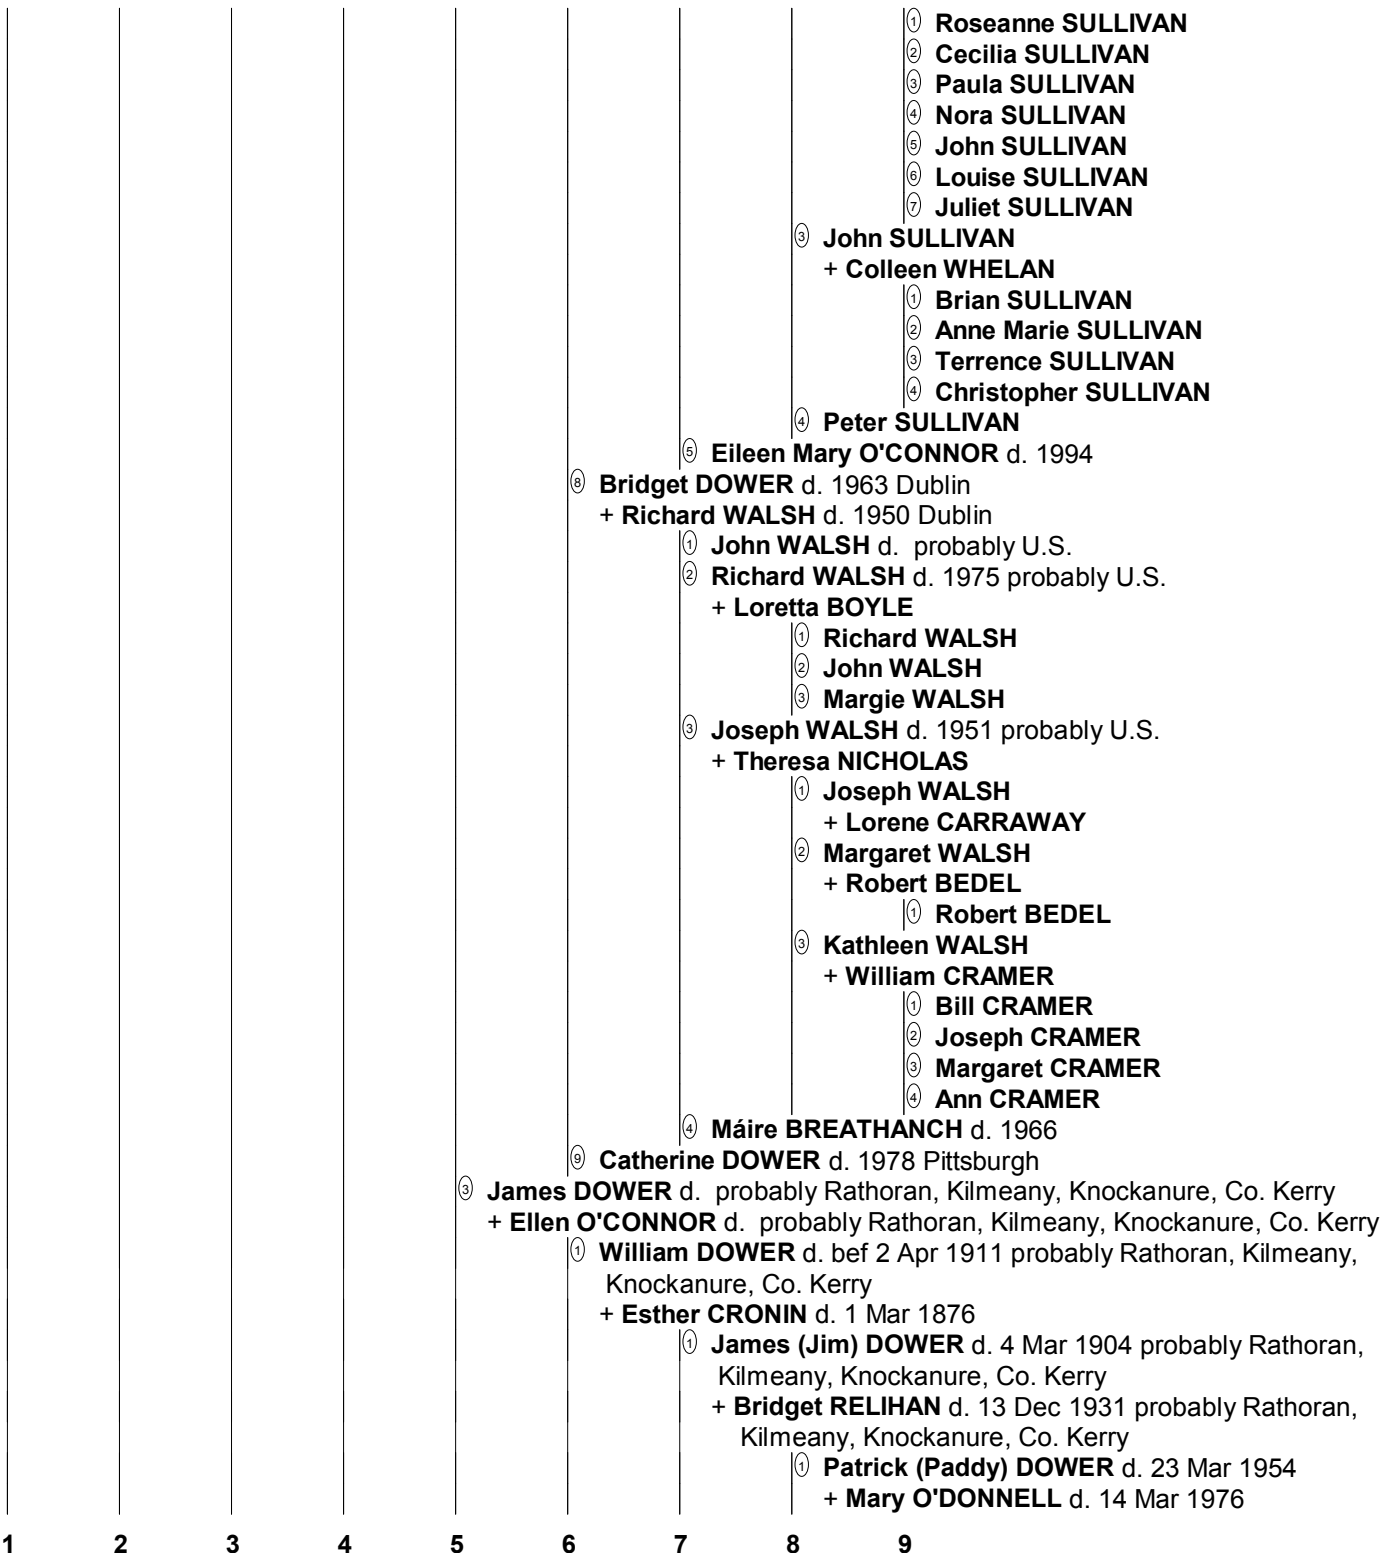 ① Roseanne SULLIVAN
② Cecilia SULLIVAN
③ Paula SULLIVAN
④ Nora SULLIVAN
⑤ John SULLIVAN
⑥ Louise SULLIVAN
⑦ Juliet SULLIVAN
③ John SULLIVAN
+ Colleen WHELAN
① Brian SULLIVAN
② Anne Marie SULLIVAN
③ Terrence SULLIVAN
④ Christopher SULLIVAN
④ Peter SULLIVAN
⑤ Eileen Mary O'CONNOR d. 1994
⑧ Bridget DOWER d. 1963 Dublin
+ Richard WALSH d. 1950 Dublin
① John WALSH d. probably U.S.
② Richard WALSH d. 1975 probably U.S.
+ Loretta BOYLE
① Richard WALSH
② John WALSH
③ Margie WALSH
③ Joseph WALSH d. 1951 probably U.S.
+ Theresa NICHOLAS
① Joseph WALSH
+ Lorene CARRAWAY
② Margaret WALSH
+ Robert BEDEL
① Robert BEDEL
③ Kathleen WALSH
+ William CRAMER
① Bill CRAMER
② Joseph CRAMER
③ Margaret CRAMER
④ Ann CRAMER
④ Máire BREATHANCH d. 1966
⑨ Catherine DOWER d. 1978 Pittsburgh
③ James DOWER d. probably Rathoran, Kilmeany, Knockanure, Co. Kerry
+ Ellen O'CONNOR d. probably Rathoran, Kilmeany, Knockanure, Co. Kerry
① William DOWER d. bef 2 Apr 1911 probably Rathoran, Kilmeany,
Knockanure, Co. Kerry
+ Esther CRONIN d. 1 Mar 1876
① James (Jim) DOWER d. 4 Mar 1904 probably Rathoran,
Kilmeany, Knockanure, Co. Kerry
+ Bridget RELIHAN d. 13 Dec 1931 probably Rathoran,
Kilmeany, Knockanure, Co. Kerry
① Patrick (Paddy) DOWER d. 23 Mar 1954
+ Mary O'DONNELL d. 14 Mar 1976
1 2 3 4 5 6 7 8 9